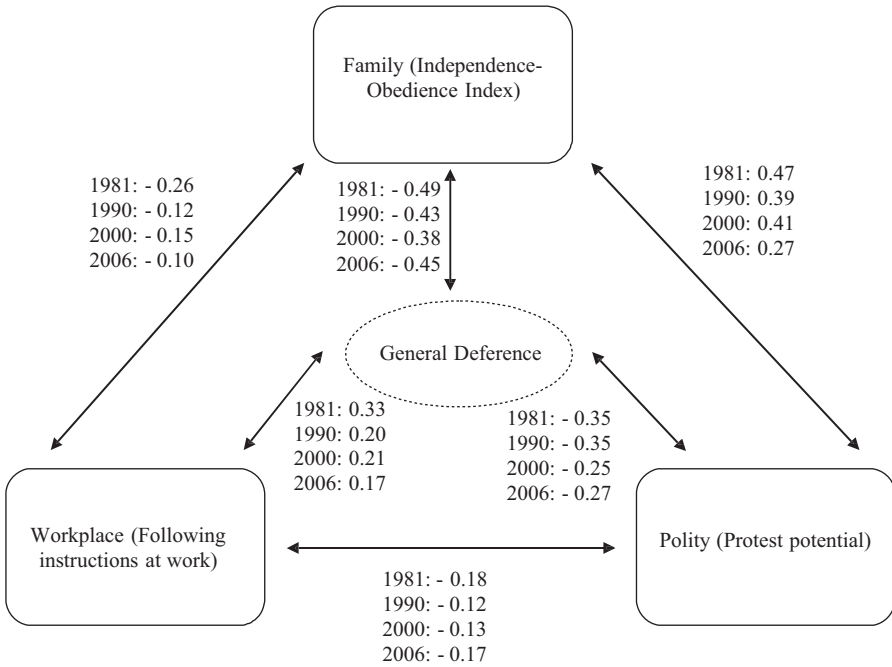 Family (Independence-
Obedience Index)
1981: - 0.26
1990: - 0.12
2000: - 0.15
2006: - 0.10
1981: - 0.49
1990: - 0.43
2000: - 0.38
2006: - 0.45
1981: 0.47
1990: 0.39
2000: 0.41
2006: 0.27
General Deference
1981: 0.33
1990: 0.20
2000: 0.21
2006: 0.17
1981: - 0.35
1990: - 0.35
2000: - 0.25
2006: - 0.27
Workplace (Following
instructions at work)
Polity (Protest potential)
1981: - 0.18
1990: - 0.12
2000: - 0.13
2006: - 0.17